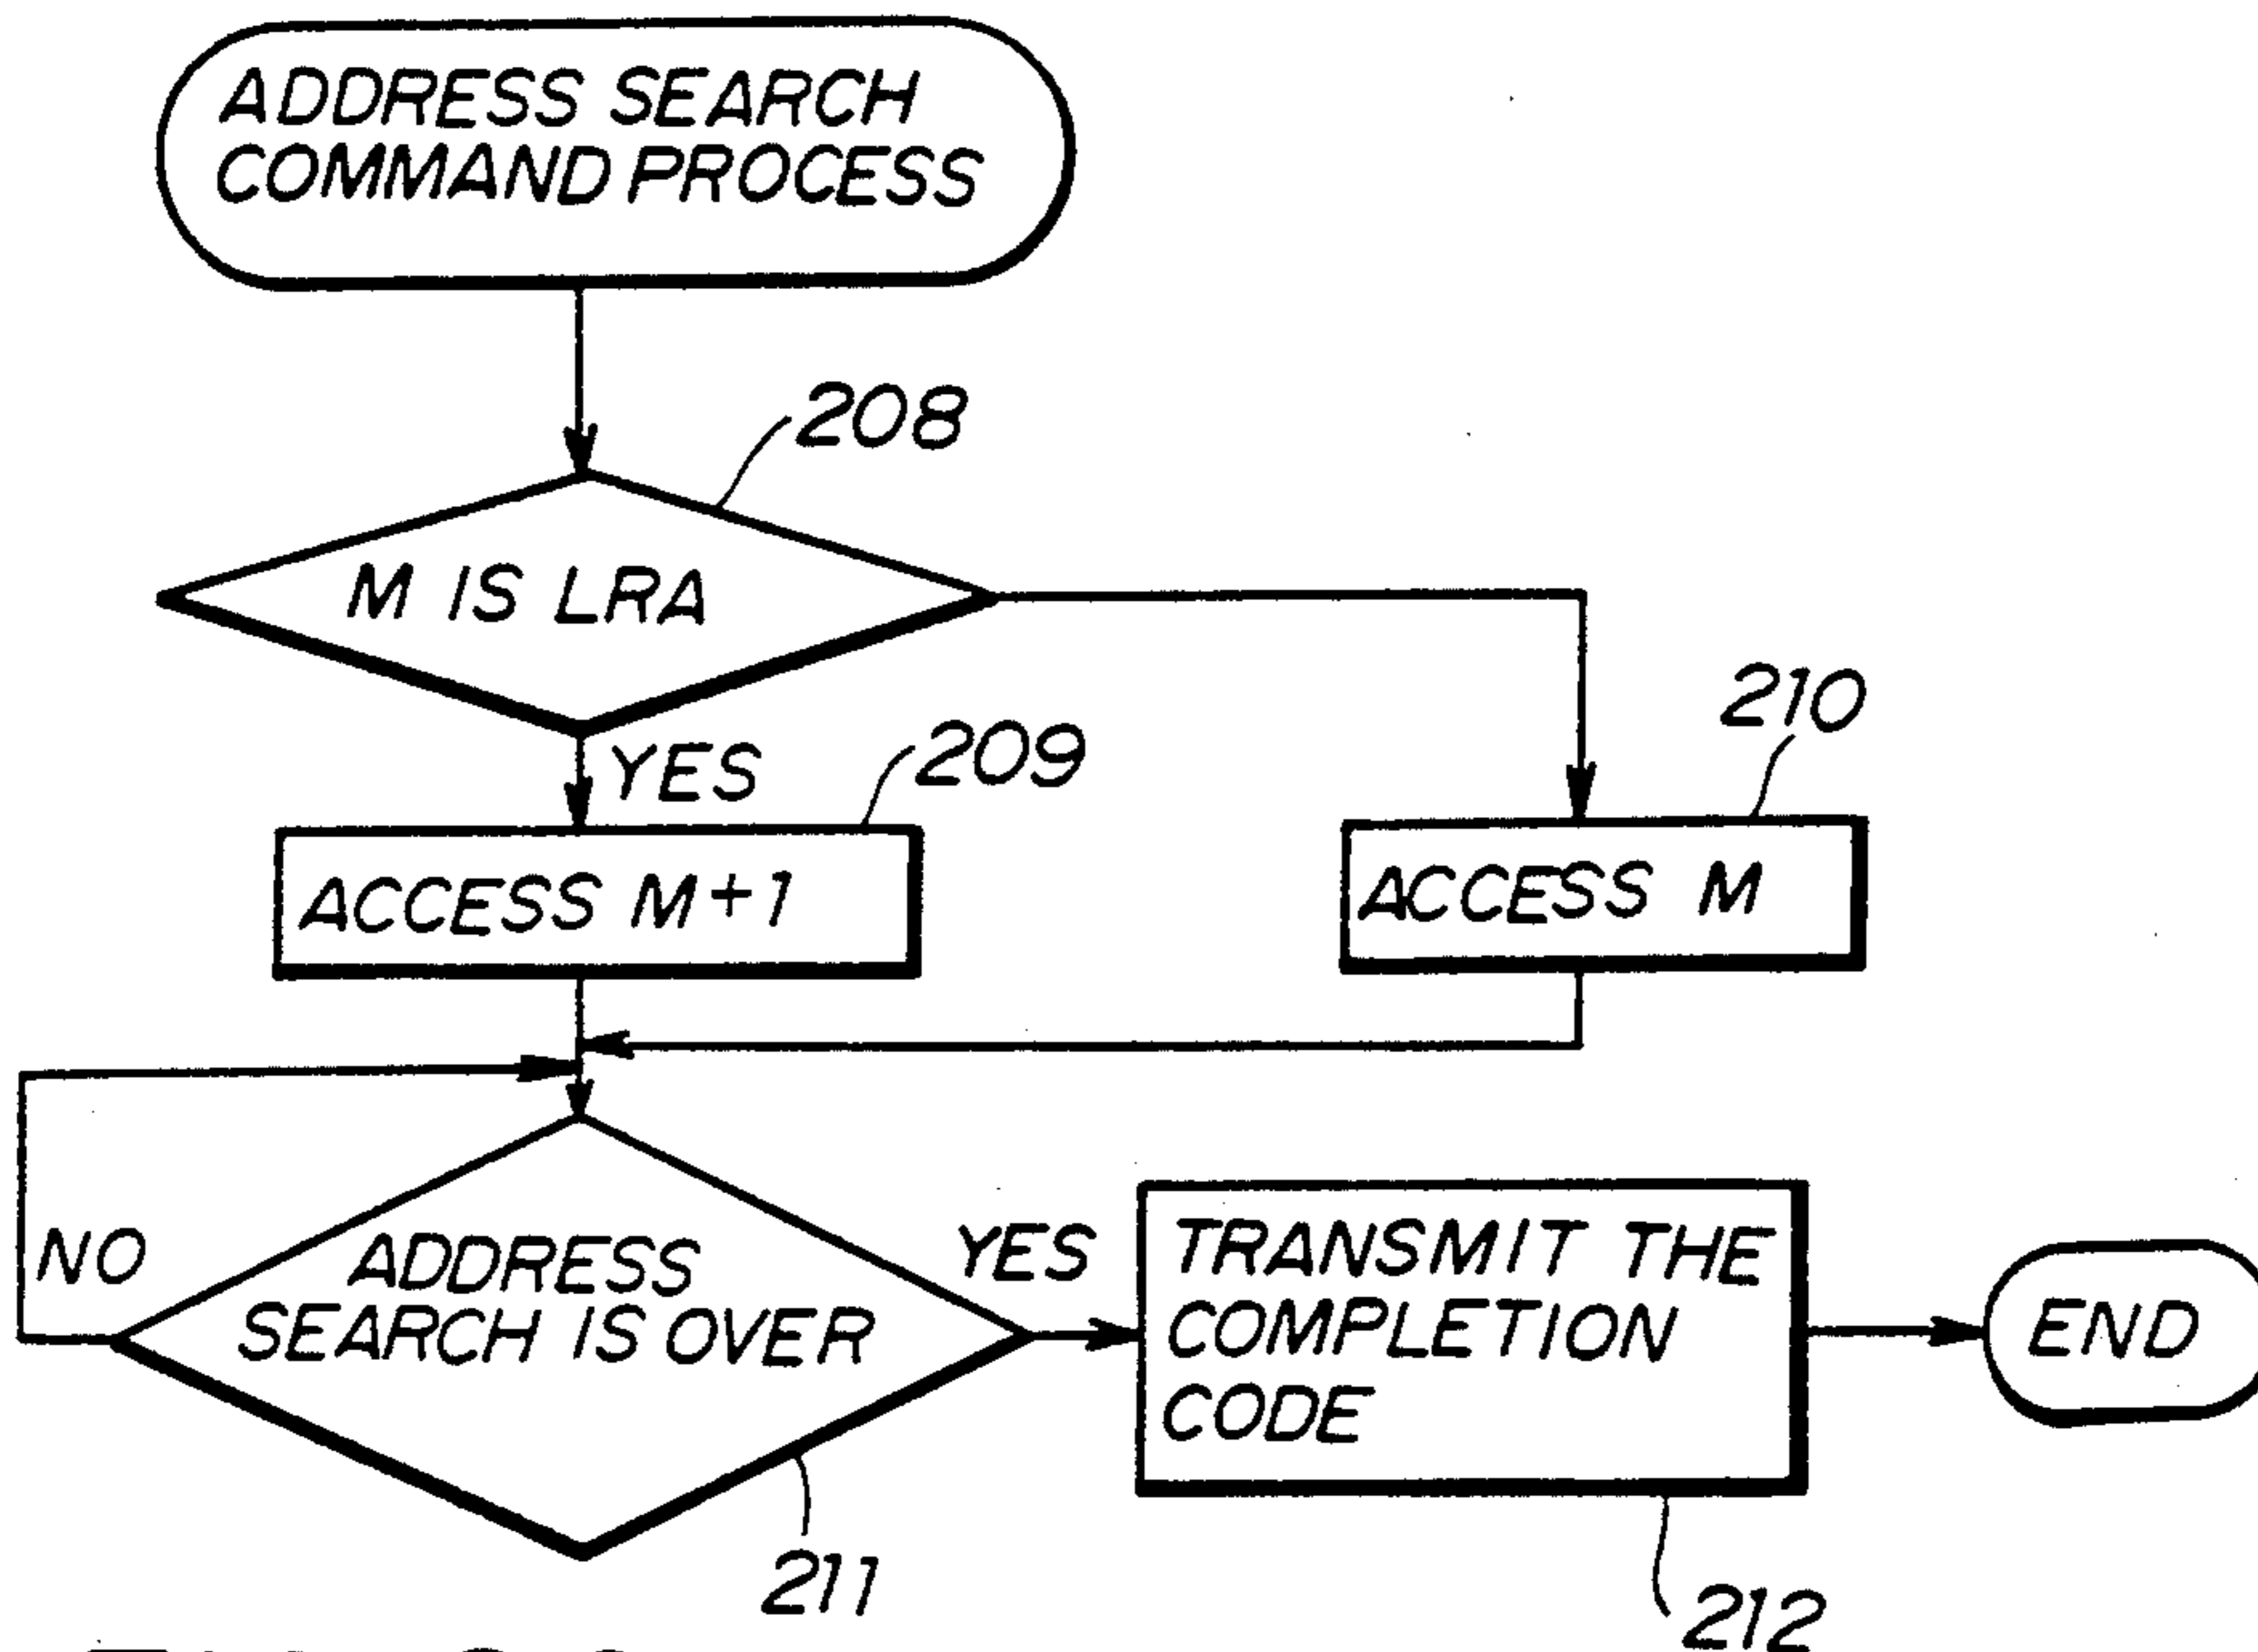 ADDRESS SEARCH
COMMAND PROCESS
208
M IS LRA
YES
209
210
ACCESS M+1
ACCESS M
NO
ADDRESS
SEARCH IS OVER
YES
TRANSMIT THE
COMPLETION
CODE
END
211
212